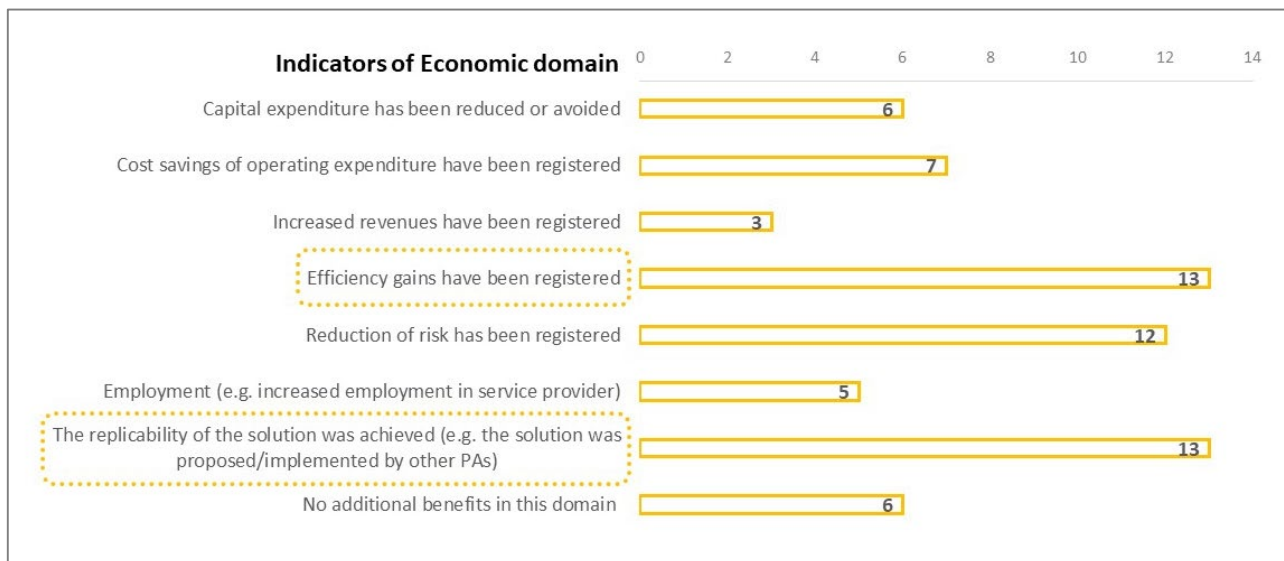 Indicators of Economic domain
0 2 4 6 8 10 12 14
Capital expenditure has been reduced or avoided 6
Cost savings of operating expenditure have been registered 7
Increased revenues have been registered 3
Efficiency gains have been registered 13
Reduction of risk has been registered 12
Employment (e.g. increased employment in service provider) 5
The replicability of the solution was achieved (e.g. the solution was
proposed/implemented by other PAs) 13
No additional benefits in this domain 6